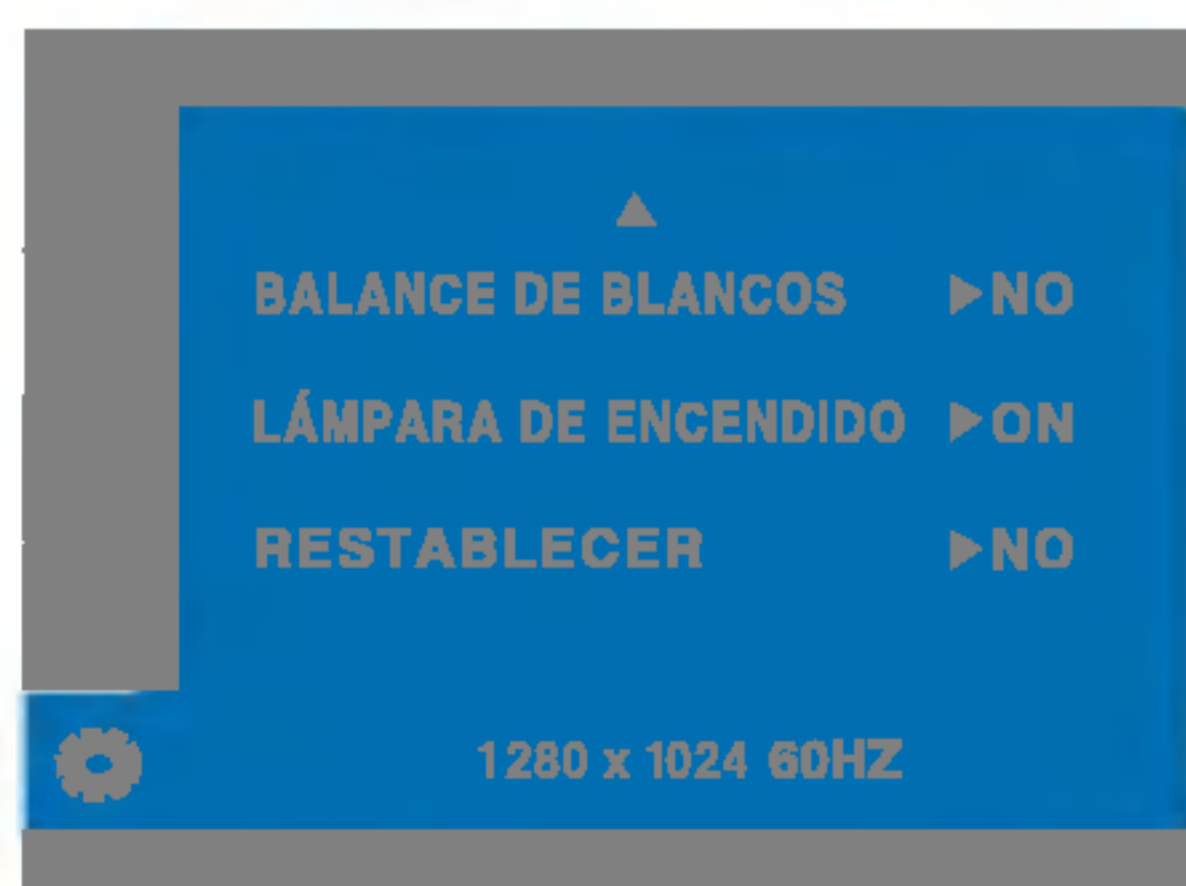 BALANCE DE BLANCOS ▶NO
LÁMPARA DE ENCENDIDO ▶ON
RESTABLECER ▶NO
1280 x 1024 60HZ